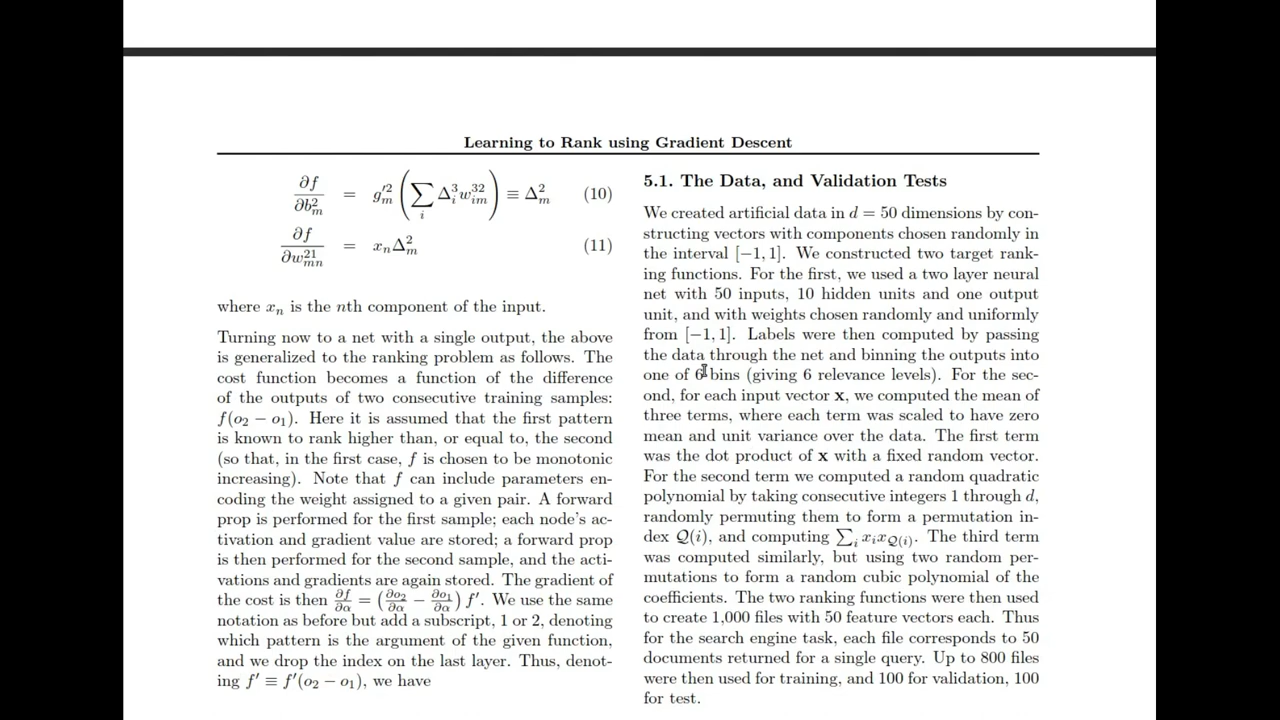 Learning to Rank using Gradient Descent
∂f/∂b²ₘ = g′²ₘ (∑ᵢ Δ³ᵢ w³²ᵢₘ) ≡ Δ²ₘ (10)
∂f/∂w²¹ₘₙ = xₙΔ²ₘ (11)
where xₙ is the nth component of the input.
Turning now to a net with a single output, the above
is generalized to the ranking problem as follows. The
cost function becomes a function of the difference
of the outputs of two consecutive training samples:
f(o₂ − o₁). Here it is assumed that the first pattern
is known to rank higher than, or equal to, the second
(so that, in the first case, f is chosen to be monotonic
increasing). Note that f can include parameters en-
coding the weight assigned to a given pair. A forward
prop is performed for the first sample; each node's ac-
tivation and gradient value are stored; a forward prop
is then performed for the second sample, and the acti-
vations and gradients are again stored. The gradient of
the cost is then ∂f/∂α = (∂o₂/∂α − ∂o₁/∂α) f′. We use the same
notation as before but add a subscript, 1 or 2, denoting
which pattern is the argument of the given function,
and we drop the index on the last layer. Thus, denot-
ing f′ ≡ f′(o₂ − o₁), we have
5.1. The Data, and Validation Tests
We created artificial data in d = 50 dimensions by con-
structing vectors with components chosen randomly in
the interval [−1, 1]. We constructed two target rank-
ing functions. For the first, we used a two layer neural
net with 50 inputs, 10 hidden units and one output
unit, and with weights chosen randomly and uniformly
from [−1, 1]. Labels were then computed by passing
the data through the net and binning the outputs into
one of 6 bins (giving 6 relevance levels). For the sec-
ond, for each input vector x, we computed the mean of
three terms, where each term was scaled to have zero
mean and unit variance over the data. The first term
was the dot product of x with a fixed random vector.
For the second term we computed a random quadratic
polynomial by taking consecutive integers 1 through d,
randomly permuting them to form a permutation in-
dex Q(i), and computing ∑ᵢ xᵢx_Q(i). The third term
was computed similarly, but using two random per-
mutations to form a random cubic polynomial of the
coefficients. The two ranking functions were then used
to create 1,000 files with 50 feature vectors each. Thus
for the search engine task, each file corresponds to 50
documents returned for a single query. Up to 800 files
were then used for training, and 100 for validation, 100
for test.